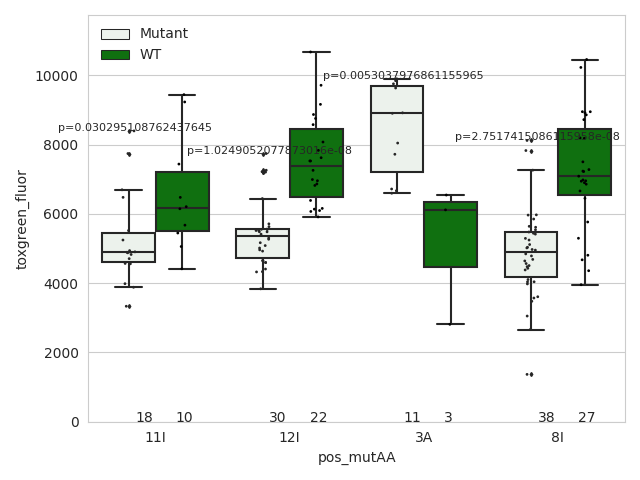 Mutant
WT
p=0.0053037976861155965
p=0.030295108762437645
p=2.7517415086115958e-08
p=1.0249052077873016e-08
toxgreen_fluor
10000
8000
6000
4000
2000
0
18 10 30 22 11 3 38 27
11I 12I 3A 8I
pos_mutAA